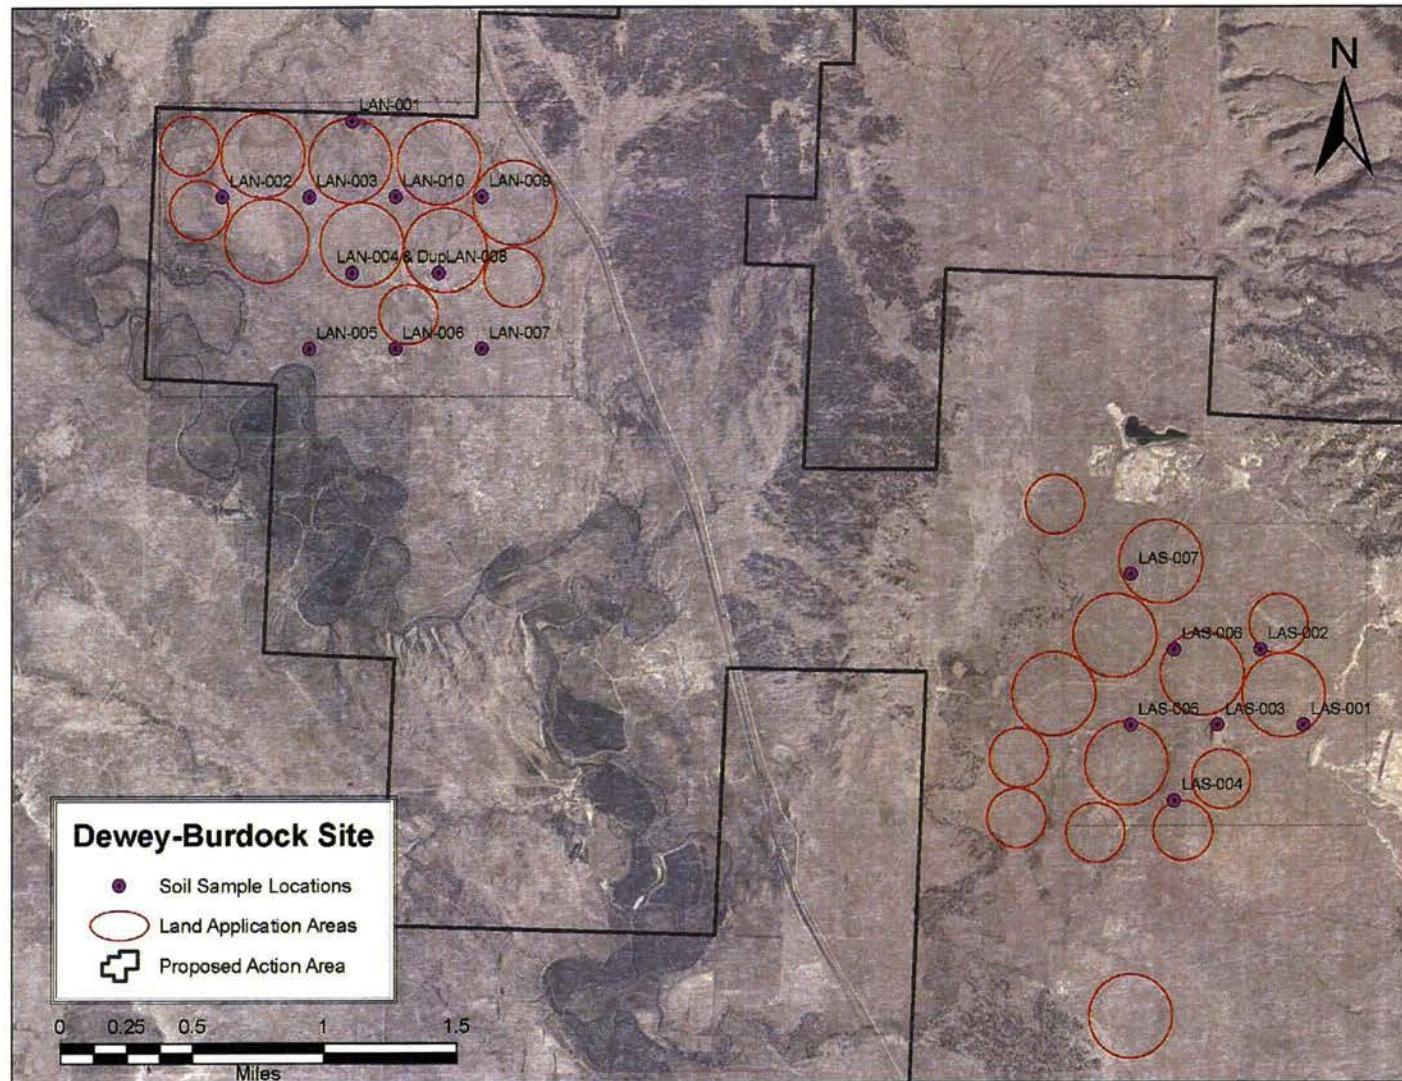 N
LAN-001
LAN-002
LAN-003
LAN-010
LAN-009
LAN-004 & DupLAN-008
LAN-005
LAN-006
LAN-007
LAS-007
LAS-006
LAS-002
LAS-005
LAS-003
LAS-001
LAS-004
Dewey-Burdock Site
Soil Sample Locations
Land Application Areas
Proposed Action Area
0 0.25 0.5 1 1.5
Miles